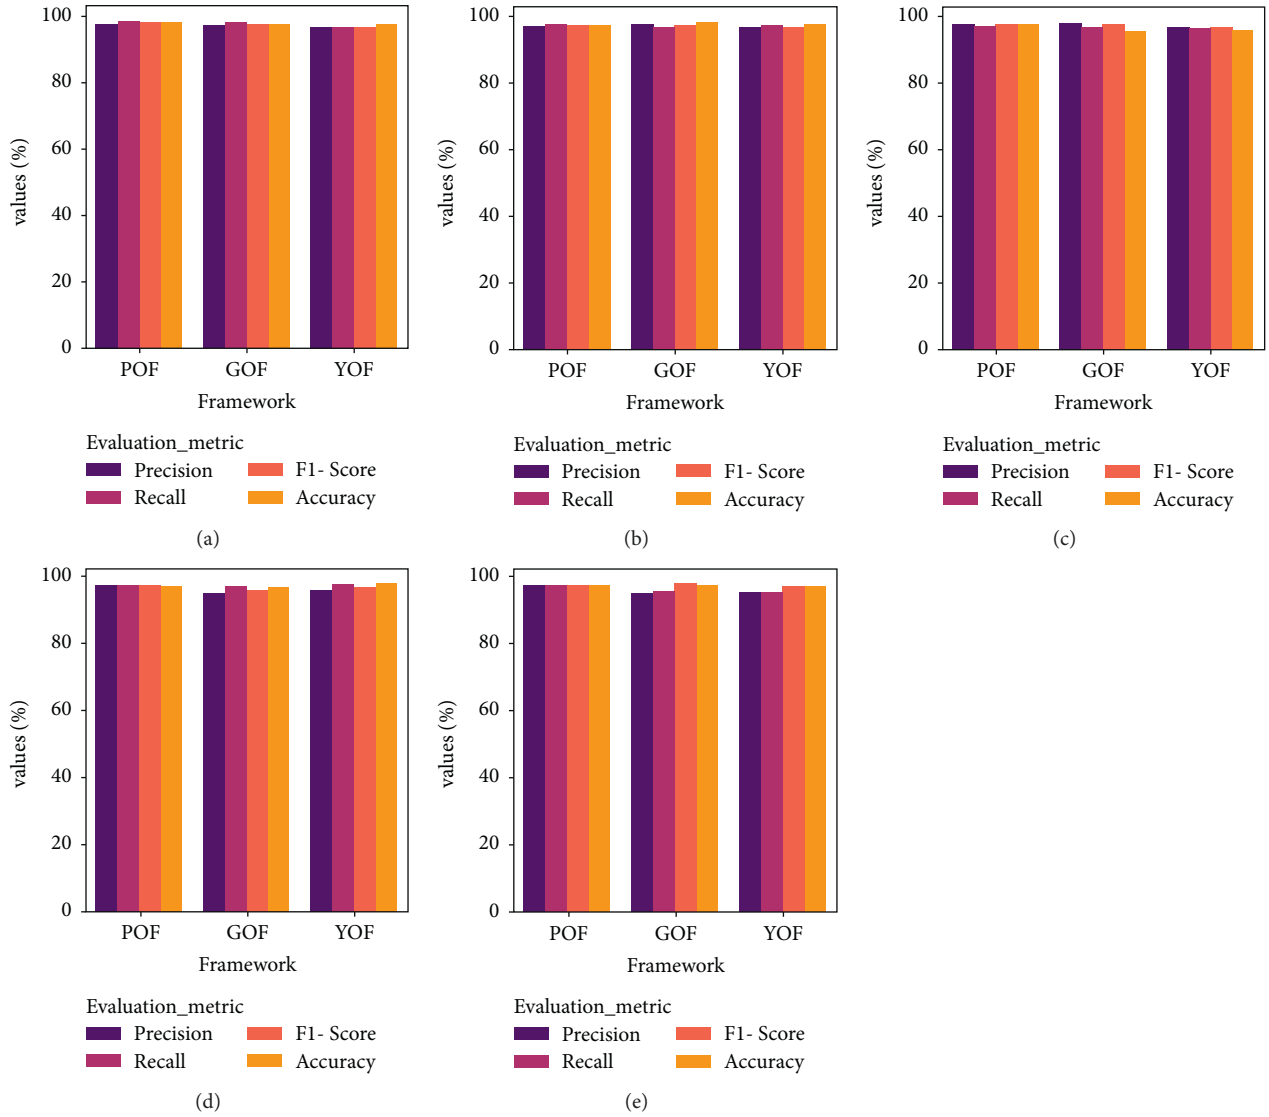 100
80
60
40
20
0
values (%)
POF GOF YOF
Framework
Evaluation_metric
Precision F1- Score
Recall Accuracy
(a)
100
80
60
40
20
0
values (%)
POF GOF YOF
Framework
Evaluation_metric
Precision F1- Score
Recall Accuracy
(b)
100
80
60
40
20
0
values (%)
POF GOF YOF
Framework
Evaluation_metric
Precision F1- Score
Recall Accuracy
(c)
100
80
60
40
20
0
values (%)
POF GOF YOF
Framework
Evaluation_metric
Precision F1- Score
Recall Accuracy
(d)
100
80
60
40
20
0
values (%)
POF GOF YOF
Framework
Evaluation_metric
Precision F1- Score
Recall Accuracy
(e)